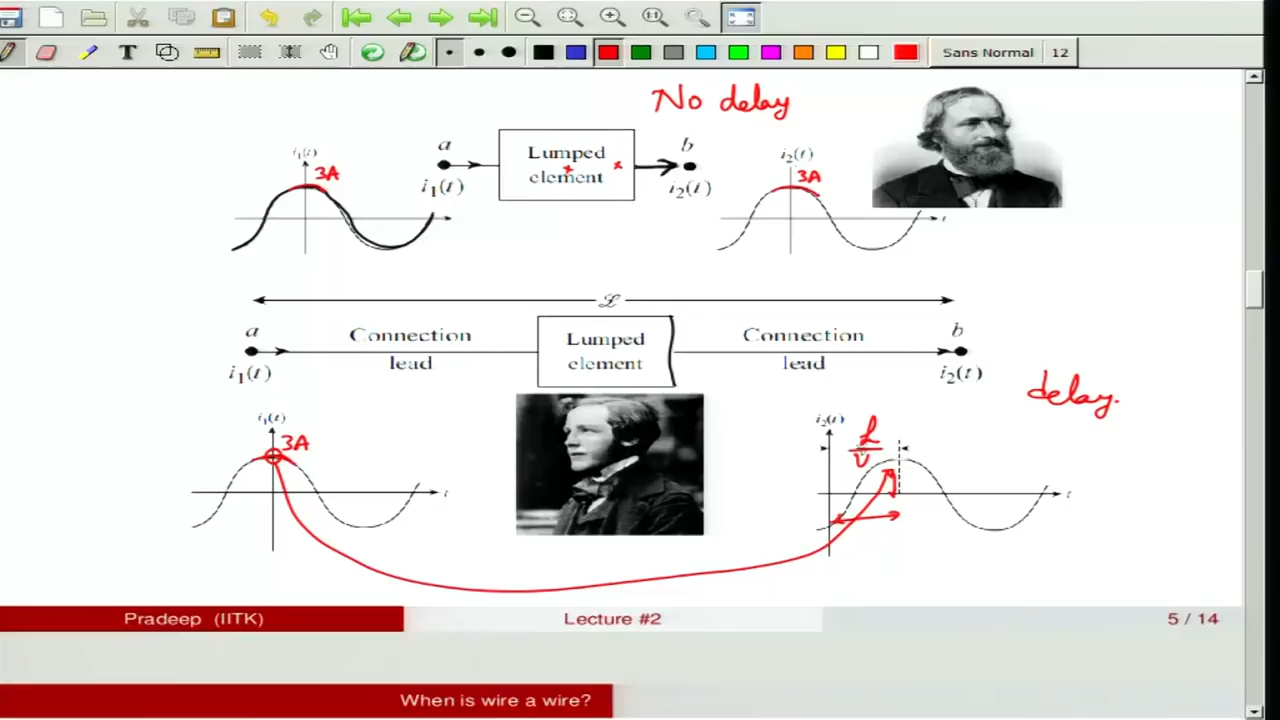 T
Sans Normal 12
No delay
a
Lumped
element
b
i₁(t)
i₂(t)
i₁(t)
3A
i₂(t)
3A
t
ℒ
a
Connection
lead
Lumped
element
Connection
lead
b
i₁(t)
i₂(t)
delay.
i₁(t)
3A
t
i₂(t)
ℒ
v
t
Pradeep (IITK)
Lecture #2
5 / 14
When is wire a wire?